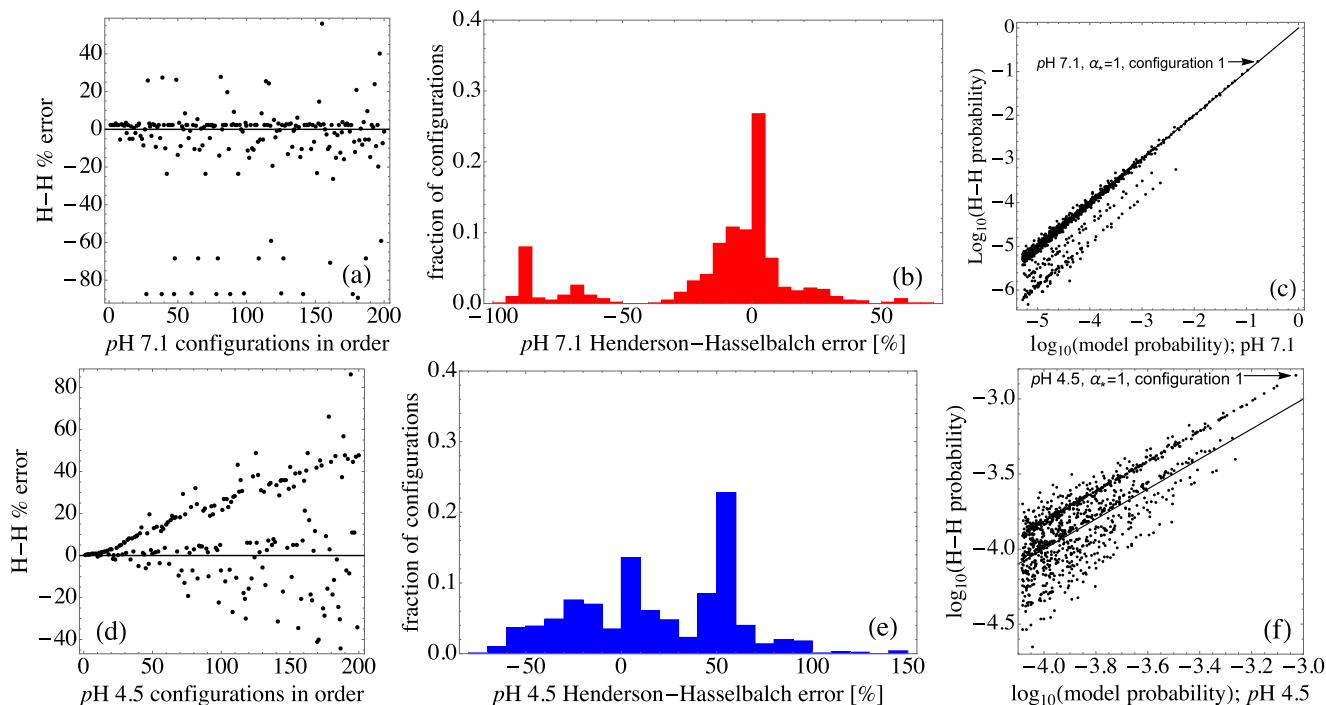 40
20
0
−20
−40
−60
−80
H−H % error
(a)
0 50 100 150 200
pH 7.1 configurations in order
0.4
0.3
0.2
0.1
0.0
fraction of configurations
(b)
−100 −50 0 50
pH 7.1 Henderson−Hasselbalch error [%]
0
−1
−2
−3
−4
−5
−6
Log₁₀(H−H probability)
pH 7.1, α*=1, configuration 1
(c)
−5 −4 −3 −2 −1 0
log₁₀(model probability); pH 7.1
80
60
40
20
0
−20
−40
H−H % error
(d)
0 50 100 150 200
pH 4.5 configurations in order
0.4
0.3
0.2
0.1
0.0
fraction of configurations
(e)
−50 0 50 100 150
pH 4.5 Henderson−Hasselbalch error [%]
−3.0
−3.5
−4.0
−4.5
log₁₀(H−H probability)
pH 4.5, α*=1, configuration 1
(f)
−4.0 −3.8 −3.6 −3.4 −3.2 −3.0
log₁₀(model probability); pH 4.5